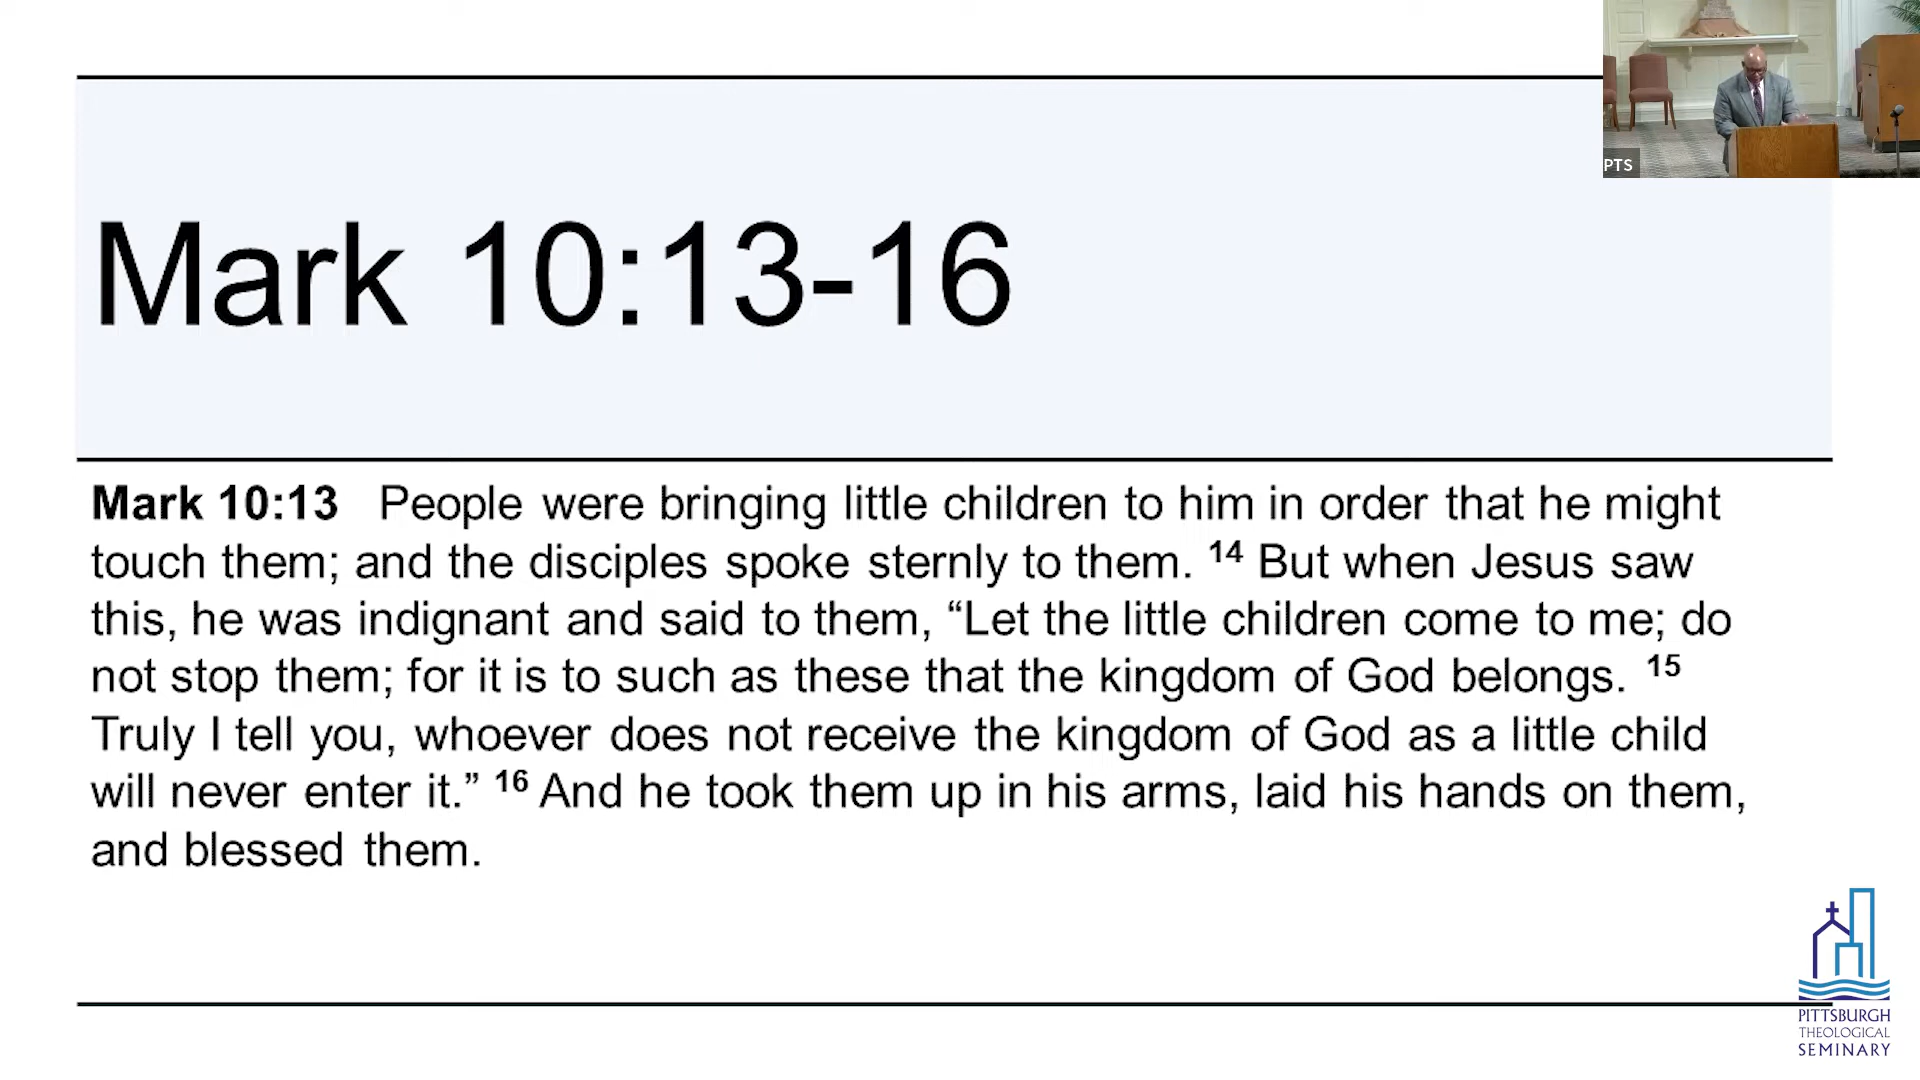 PTS
Mark 10:13-16
Mark 10:13 People were bringing little children to him in order that he might
touch them; and the disciples spoke sternly to them. 14 But when Jesus saw
this, he was indignant and said to them, “Let the little children come to me; do
not stop them; for it is to such as these that the kingdom of God belongs. 15
Truly I tell you, whoever does not receive the kingdom of God as a little child
will never enter it.” 16 And he took them up in his arms, laid his hands on them,
and blessed them.
PITTSBURGH
THEOLOGICAL
SEMINARY